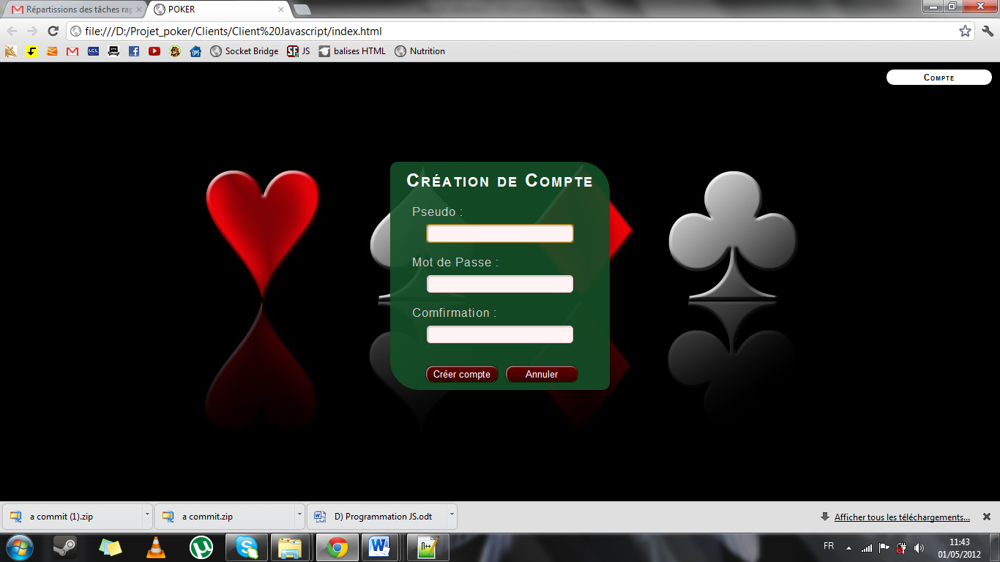 Répartissions des tâches rap
POKER
file:///D:/Projet_poker/Clients/Client%20Javascript/index.html
LCL
Socket Bridge
SF JS
balises HTML
Nutrition
Compte
Création de Compte
Pseudo :
Mot de Passe :
Comfirmation :
Créer compte
Annuler
a commit (1).zip
a commit.zip
D) Programmation JS.odt
Afficher tous les téléchargements...
FR
11:43
01/05/2012